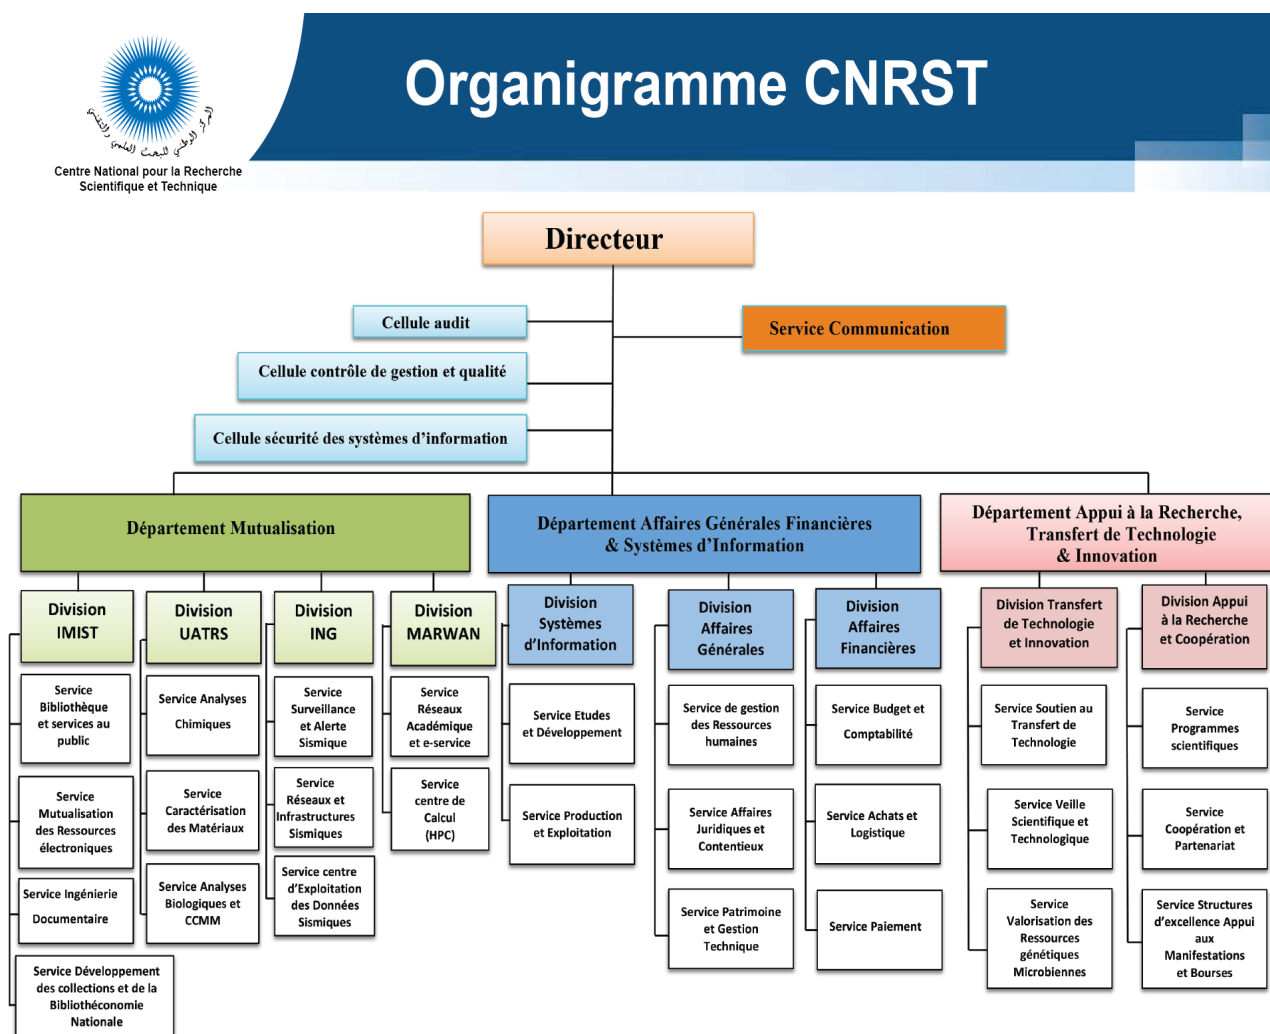 Organigramme CNRST
المركز الوطني للبحث العلمي والتقني
Centre National pour la Recherche
Scientifique et Technique
Directeur
Cellule audit
Service Communication
Cellule contrôle de gestion et qualité
Cellule sécurité des systèmes d'information
Département Mutualisation
Département Affaires Générales Financières
& Systèmes d'Information
Département Appui à la Recherche,
Transfert de Technologie
& Innovation
Division
IMIST
Division
UATRS
Division
ING
Division
MARWAN
Division
Systèmes
d'Information
Division
Affaires
Générales
Division
Affaires
Financières
Division Transfert
de Technologie
et Innovation
Division Appui
à la Recherche
et Coopération
Service
Bibliothèque
et services au
public
Service Analyses
Chimiques
Service
Surveillance
et Alerte
Sismique
Service
Réseaux
Académique
et e-service
Service Etudes
et Développement
Service de gestion
des Ressources
humaines
Service Budget et
Comptabilité
Service Soutien au
Transfert de
Technologie
Service
Programmes
scientifiques
Service
Mutualisation
des Ressources
électroniques
Service
Caractérisation
des Matériaux
Service
Réseaux et
Infrastructures
Sismiques
Service
centre de
Calcul
(HPC)
Service Production
et Exploitation
Service Affaires
Juridiques et
Contentieux
Service Achats et
Logistique
Service Veille
Scientifique et
Technologique
Service
Coopération et
Partenariat
Service Ingénierie
Documentaire
Service Analyses
Biologiques et
CCMM
Service centre
d'Exploitation
des Données
Sismiques
Service Patrimoine
et Gestion
Technique
Service Paiement
Service
Valorisation des
Ressources
génétiques
Microbiennes
Service Structures
d'excellence Appui
aux
Manifestations
et Bourses
Service Développement
des collections et de la
Bibliothéconomie
Nationale